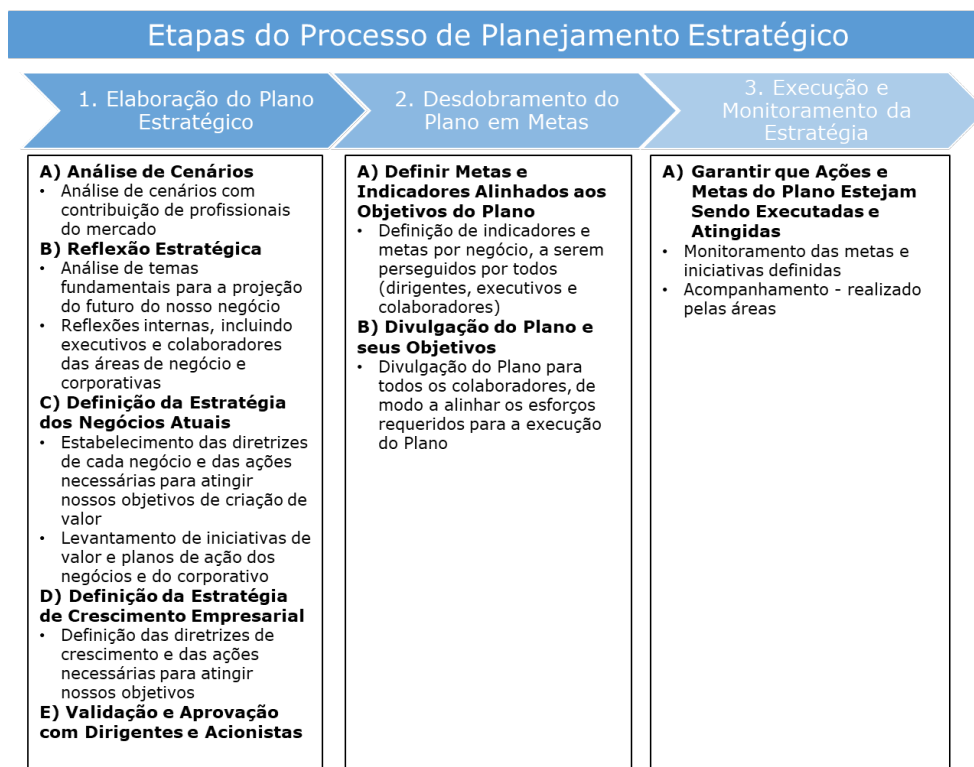 Etapas do Processo de Planejamento Estratégico
1. Elaboração do Plano
Estratégico
A) Análise de Cenários
• Análise de cenários com
contribuição de profissionais
do mercado
B) Reflexão Estratégica
• Análise de temas
fundamentais para a projeção
do futuro do nosso negócio
• Reflexões internas, incluindo
executivos e colaboradores
das áreas de negócio e
corporativas
C) Definição da Estratégia
dos Negócios Atuais
• Estabelecimento das diretrizes
de cada negócio e das ações
necessárias para atingir
nossos objetivos de criação de
valor
• Levantamento de iniciativas de
valor e planos de ação dos
negócios e do corporativo
D) Definição da Estratégia
de Crescimento Empresarial
• Definição das diretrizes de
crescimento e das ações
necessárias para atingir
nossos objetivos
E) Validação e Aprovação
com Dirigentes e Acionistas
2. Desdobramento do
Plano em Metas
A) Definir Metas e
Indicadores Alinhados aos
Objetivos do Plano
• Definição de indicadores e
metas por negócio, a serem
perseguidos por todos
(dirigentes, executivos e
colaboradores)
B) Divulgação do Plano e
seus Objetivos
• Divulgação do Plano para
todos os colaboradores, de
modo a alinhar os esforços
requeridos para a execução
do Plano
3. Execução e
Monitoramento da
Estratégia
A) Garantir que Ações e
Metas do Plano Estejam
Sendo Executadas e
Atingidas
• Monitoramento das metas e
iniciativas definidas
• Acompanhamento - realizado
pelas áreas